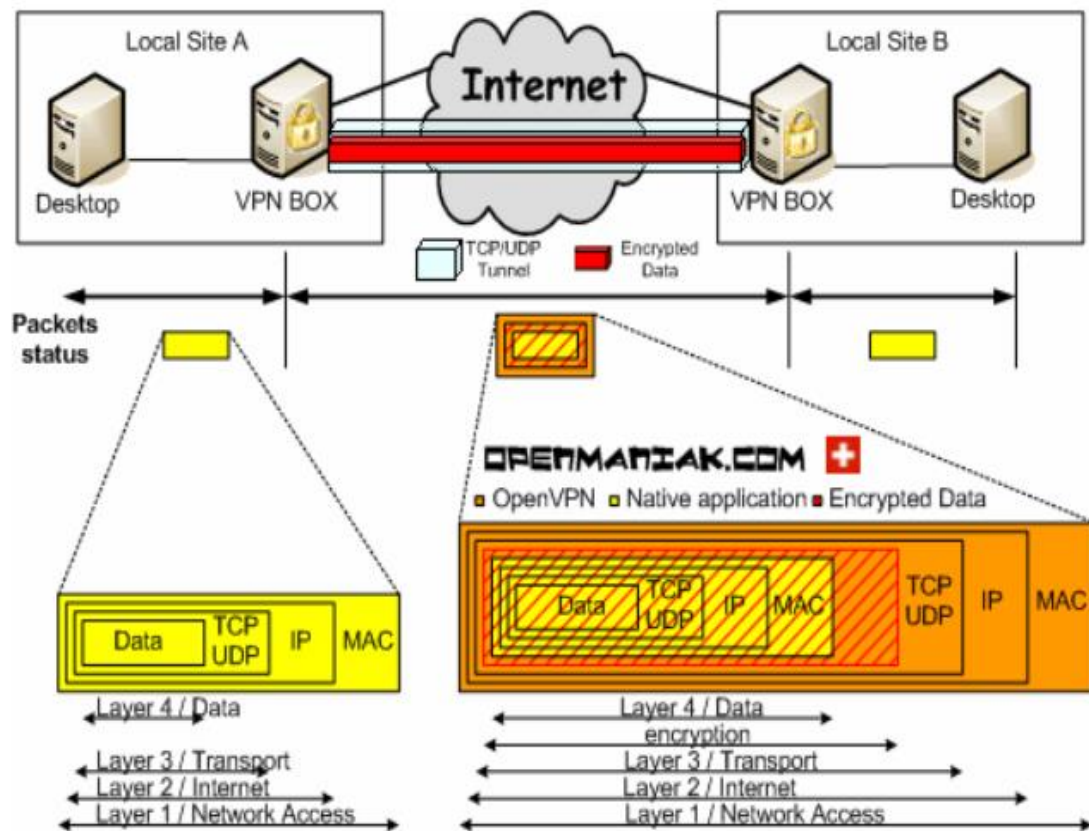 Local Site A
Internet
Local Site B
Desktop
VPN BOX
VPN BOX
Desktop
TCP/UDP
Tunnel
Encrypted
Data
Packets
status
OPENMANIAK.COM
OpenVPN
Native application
Encrypted Data
Data
TCP
UDP
IP
MAC
Data
TCP
UDP
IP
MAC
TCP
UDP
IP
MAC
Layer 4 / Data
Layer 3 / Transport
Layer 2 / Internet
Layer 1 / Network Access
Layer 4 / Data
encryption
Layer 3 / Transport
Layer 2 / Internet
Layer 1 / Network Access